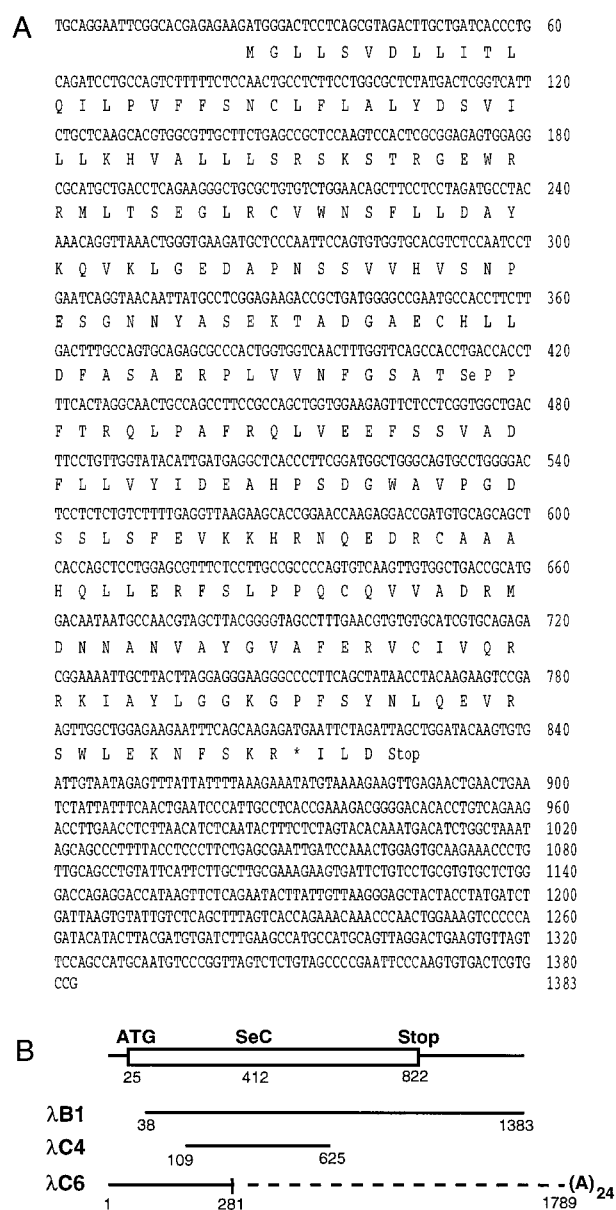 A
TGCAGGAATTCGGCACGAGAGAAGATGGGACTCCTCAGCGTAGACTTGCTGATCACCCTG 60
M G L L S V D L L I T L
CAGATCCTGCCAGTCTTTTTCTCCAACTGCCTCTTCCTGGCGCTCTATGACTCGGTCATT 120
Q I L P V F F S N C L F L A L Y D S V I
CTGCTCAAGCACGTGGCGTTGCTTCTGAGCCGCTCCAAGTCCACTCGCGGAGAGTGGAGG 180
L L K H V A L L L S R S K S T R G E W R
CGCATGCTGACCTCAGAAGGGCTGCGCTGTGTCTGGAACAGCTTCCTCCTAGATGCCTAC 240
R M L T S E G L R C V W N S F L L D A Y
AAACAGGTTAAACTGGGTGAAGATGCTCCCAATTCCAGTGTGGTGCACGTCTCCAATCCT 300
K Q V K L G E D A P N S S V V H V S N P
GAATCAGGTAACAATTATGCCTCGGAGAAGACCGCTGATGGGGCCGAATGCCACCTTCTT 360
E S G N N Y A S E K T A D G A E C H L L
GACTTTGCCAGTGCAGAGCGCCCACTGGTGGTCAACTTTGGTTCAGCCACCTGACCACCT 420
D F A S A E R P L V V N F G S A T Se P P
TTCACTAGGCAACTGCCAGCCTTCCGCCAGCTGGTGGAAGAGTTCTCCTCGGTGGCTGAC 480
F T R Q L P A F R Q L V E E F S S V A D
TTCCTGTTGGTATACATTGATGAGGCTCACCCTTCGGATGGCTGGGCAGTGCCTGGGGAC 540
F L L V Y I D E A H P S D G W A V P G D
TCCTCTCTGTCTTTTGAGGTTAAGAAGCACCGGAACCAAGAGGACCGATGTGCAGCAGCT 600
S S L S F E V K K H R N Q E D R C A A A
CACCAGCTCCTGGAGCGTTTCTCCTTGCCGCCCCAGTGTCAAGTTGTGGCTGACCGCATG 660
H Q L L E R F S L P P Q C Q V V A D R M
GACAATAATGCCAACGTAGCTTACGGGGTAGCCTTTGAACGTGTGTGCATCGTGCAGAGA 720
D N N A N V A Y G V A F E R V C I V Q R
CGGAAAATTGCTTACTTAGGAGGGAAGGGCCCCTTCAGCTATAACCTACAAGAAGTCCGA 780
R K I A Y L G G K G P F S Y N L Q E V R
AGTTGGCTGGAGAAGAATTTCAGCAAGAGATGAATTCTAGATTAGCTGGATACAAGTGTG 840
S W L E K N F S K R * I L D Stop
ATTGTAATAGAGTTTATTATTTTAAAGAAATATGTAAAAGAAGTTGAGAACTGAACTGAA 900
TCTATTATTTCAACTGAATCCCATTGCCTCACCGAAAGACGGGGACACACCTGTCAGAAG 960
ACCTTGAACCTCTTAACATCTCAATACTTTCTCTAGTACACAAATGACATCTGGCTAAAT 1020
AGCAGCCCTTTTACCTCCCTTCTGAGCGAATTGATCCAAACTGGAGTGCAAGAAACCCTG 1080
TTGCAGCCTGTATTCATTCTTGCTTGCGAAAGAAGTGATTCTGTCCTGCGTGTGCTCTGG 1140
GACCAGAGGACCATAAGTTCTCAGAATACTTATTGTTAAGGGAGCTACTACCTATGATCT 1200
GATTAAGTGTATTGTCTCAGCTTTAGTCACCAGAAACAAACCCAACTGGAAAGTCCCCCA 1260
GATACATACTTACGATGTGATCTTGAAGCCATGCCATGCAGTTAGGACTGAAGTGTTAGT 1320
TCCAGCCATGCAATGTCCCGGTTAGTCTCTGTAGCCCCGAATTCCCAAGTGTGACTCGTG 1380
CCG 1383
B
ATG SeC Stop
25 412 822
λB1
38 1383
λC4
109 625
λC6 (A)24
1 281 1789